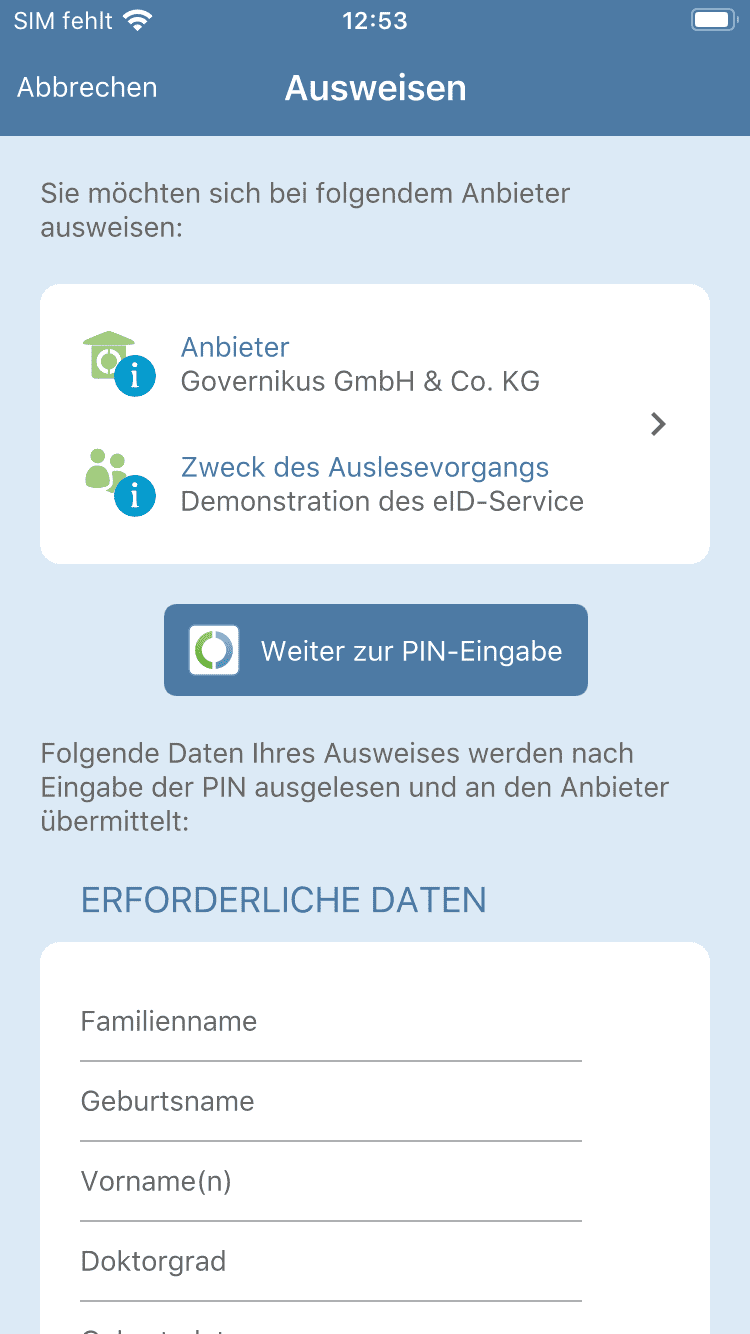 SIM fehlt
12:53
Abbrechen
Ausweisen
Sie möchten sich bei folgendem Anbieter
ausweisen:
Anbieter
Governikus GmbH & Co. KG
Zweck des Auslesevorgangs
Demonstration des eID-Service
Weiter zur PIN-Eingabe
Folgende Daten Ihres Ausweises werden nach
Eingabe der PIN ausgelesen und an den Anbieter
übermittelt:
ERFORDERLICHE DATEN
Familienname
Geburtsname
Vorname(n)
Doktorgrad